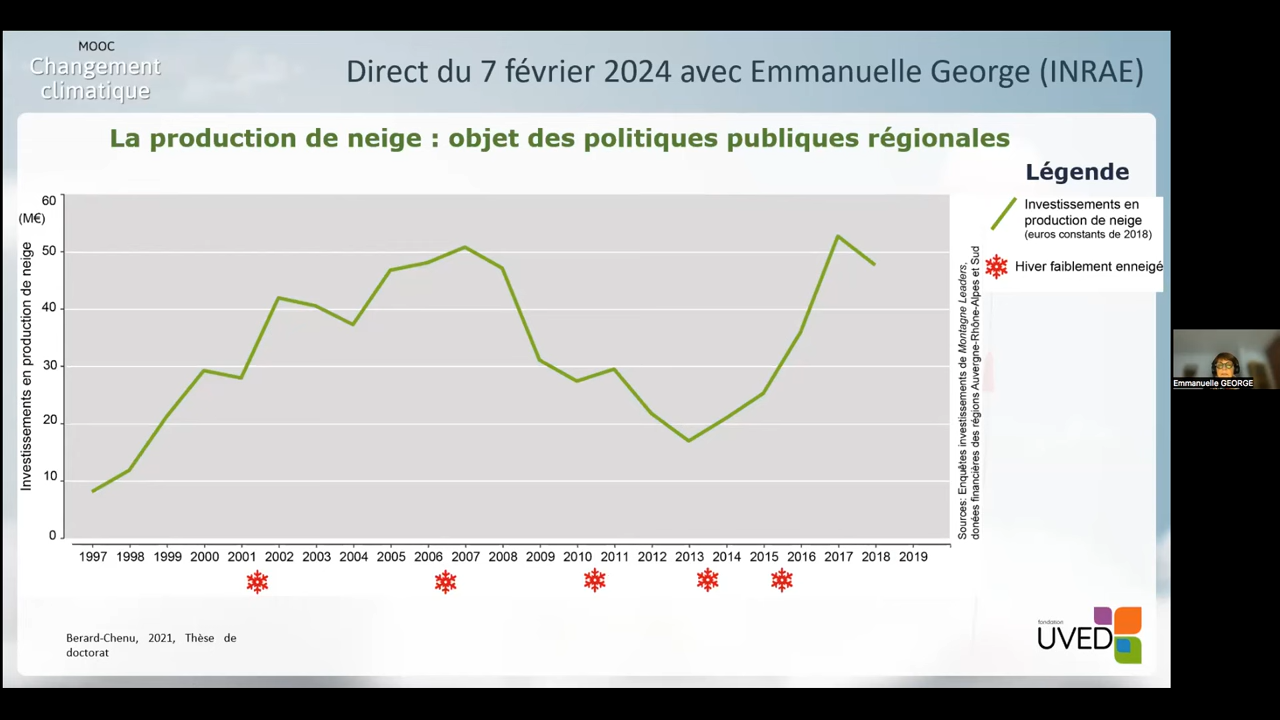 MOOC
Changement
climatique
Direct du 7 février 2024 avec Emmanuelle George (INRAE)
La production de neige : objet des politiques publiques régionales
Légende
Investissements en
production de neige
(euros constants de 2018)
Hiver faiblement enneigé
60
(M€)
50
40
30
20
10
0
Investissements en production de neige
1997 1998 1999 2000 2001 2002 2003 2004 2005 2006 2007 2008 2009 2010 2011 2012 2013 2014 2015 2016 2017 2018 2019
Sources: Enquêtes investissements de Montagne Leaders,
donées financières des régions Auvergne-Rhône-Alpes et Sud
Emmanuelle GEORGE
Berard-Chenu, 2021, Thèse de
doctorat
fondation
UVED